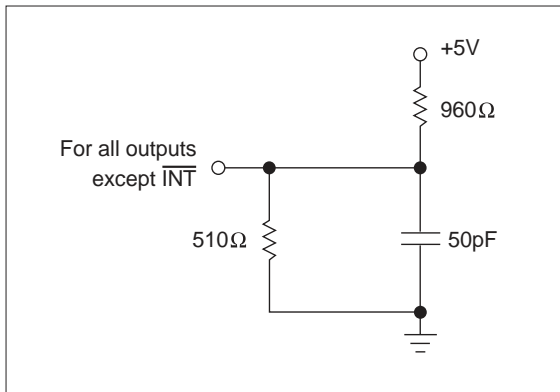 +5V
960Ω
For all outputs
except INT
510Ω
50pF